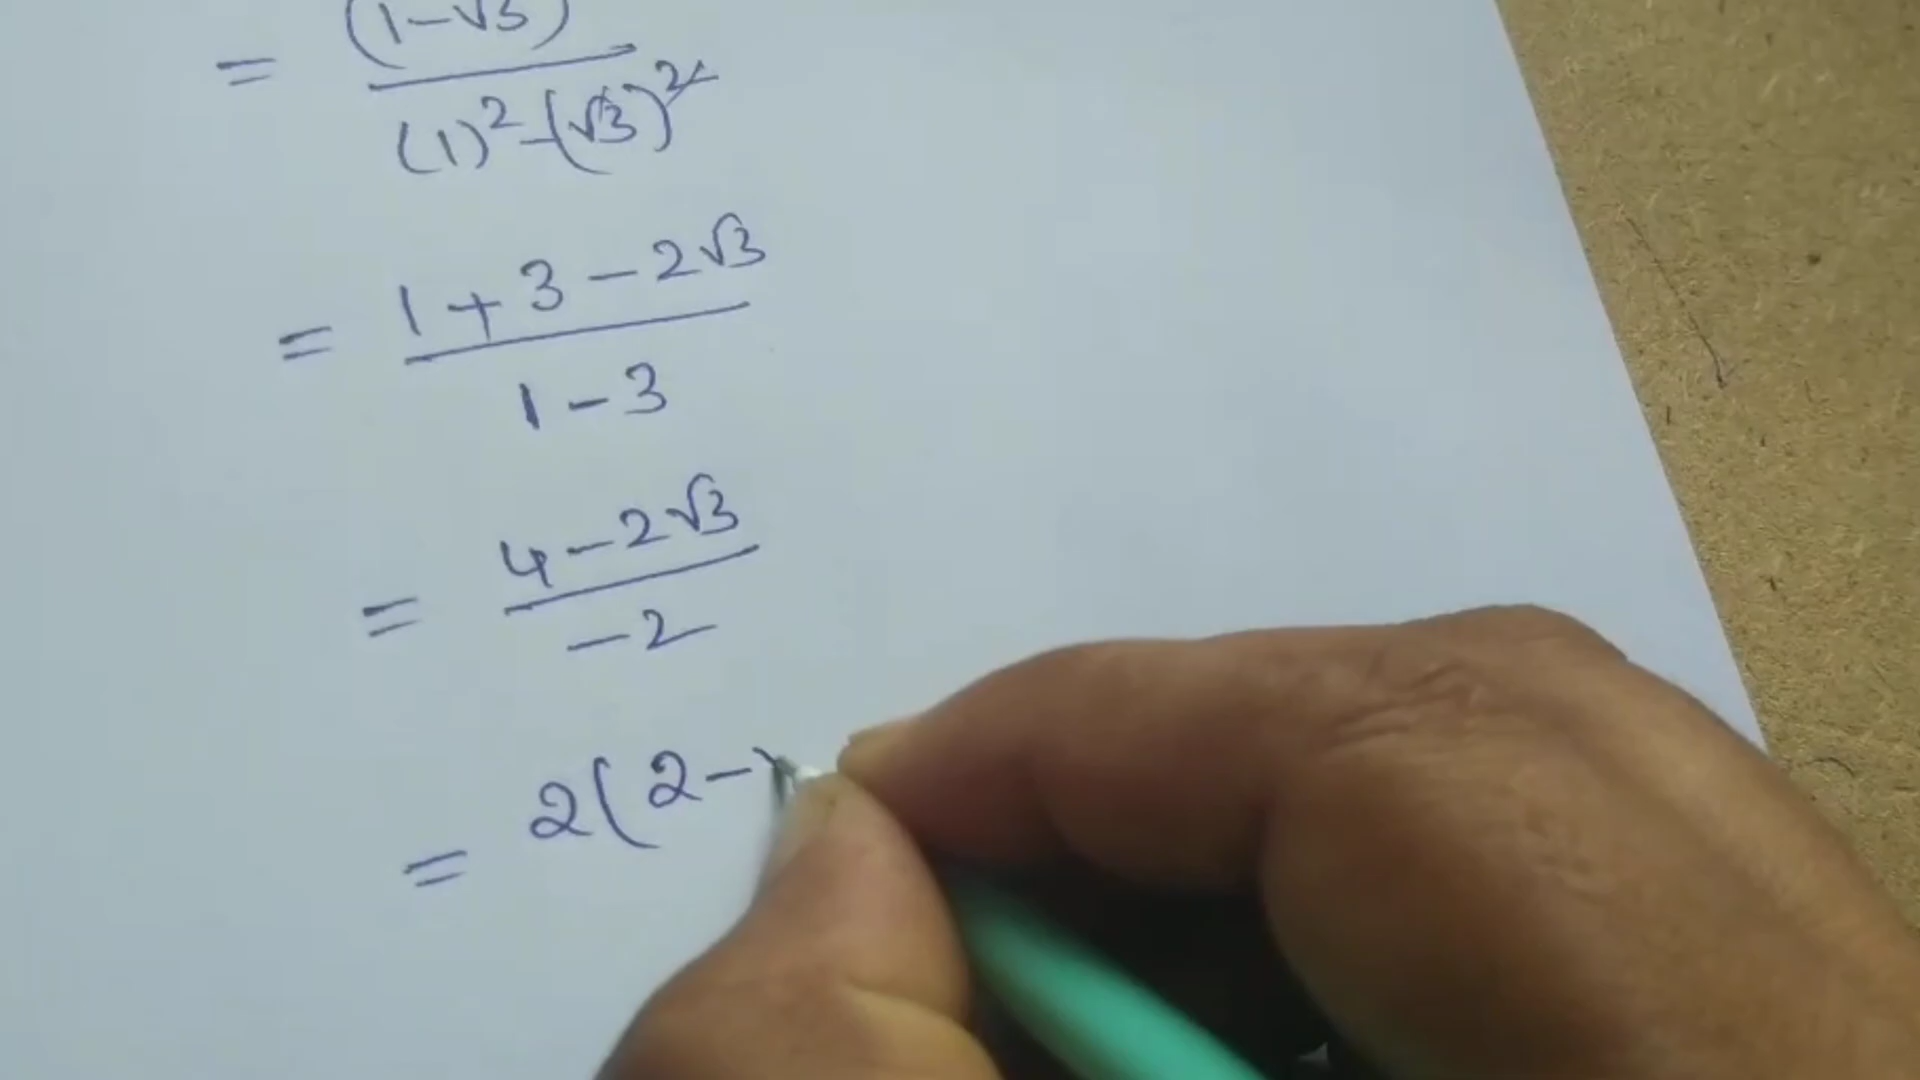 = (1-√3)
(1)² - (√3)²
= 1 + 3 - 2√3
1 - 3
= 4 - 2√3
-2
= 2(2 -